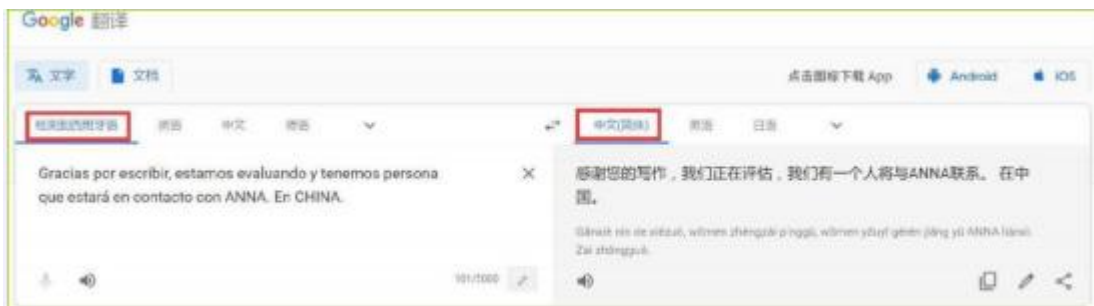 Google 翻译
文字 文档 点击图标下载 App Android iOS
检测到西班牙语 英语 中文 德语 中文(简体) 英语 日语
Gracias por escribir, estamos evaluando y tenemos persona
que estará en contacto con ANNA. En CHINA.
感谢您的写作，我们正在评估，我们有一个人将与ANNA联系。 在中
国。
Zài zhōngguó.
101/5000